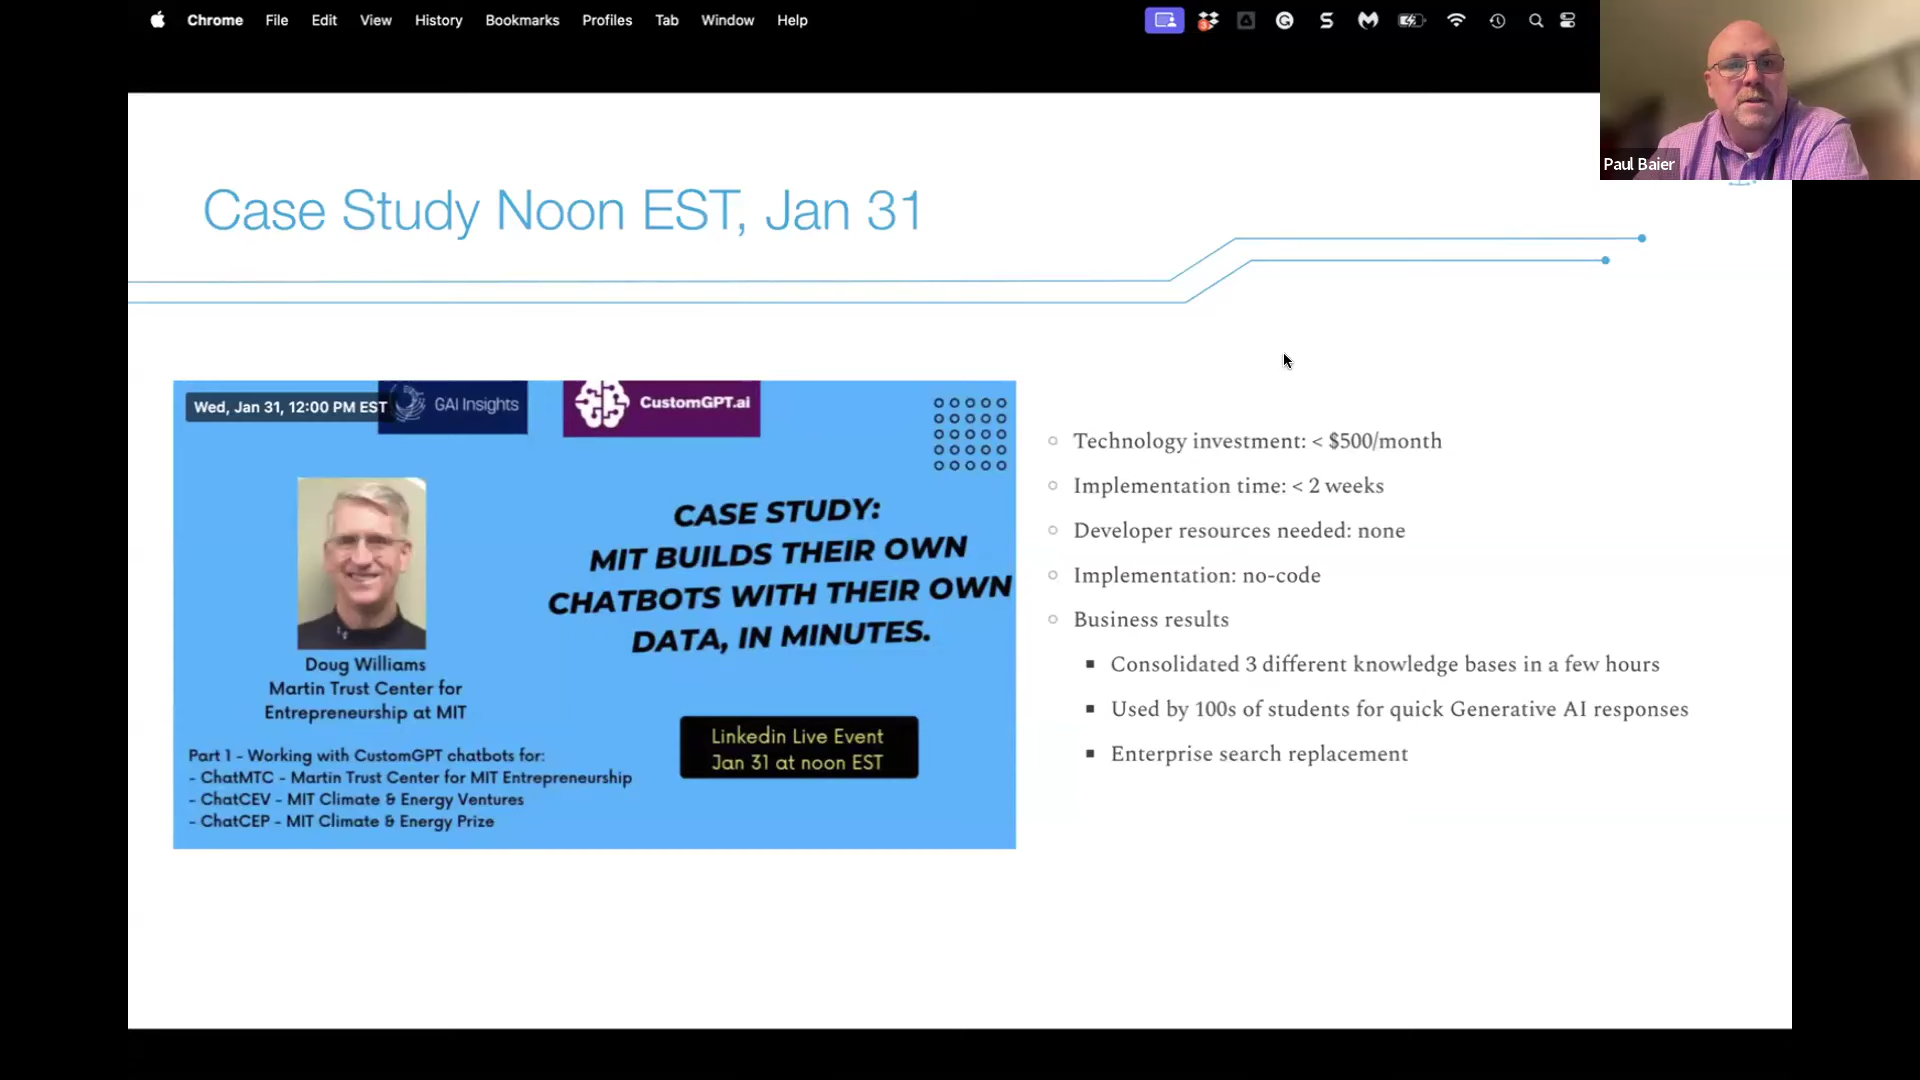 Chrome File Edit View History Bookmarks Profiles Tab Window Help
Paul Baier
Case Study Noon EST, Jan 31
Wed, Jan 31, 12:00 PM EST
GAI Insights
CustomGPT.ai
CASE STUDY:
MIT BUILDS THEIR OWN
CHATBOTS WITH THEIR OWN
DATA, IN MINUTES.
Doug Williams
Martin Trust Center for
Entrepreneurship at MIT
Linkedin Live Event
Jan 31 at noon EST
Part 1 - Working with CustomGPT chatbots for:
- ChatMTC - Martin Trust Center for MIT Entrepreneurship
- ChatCEV - MIT Climate & Energy Ventures
- ChatCEP - MIT Climate & Energy Prize
Technology investment: < $500/month
Implementation time: < 2 weeks
Developer resources needed: none
Implementation: no-code
Business results
Consolidated 3 different knowledge bases in a few hours
Used by 100s of students for quick Generative AI responses
Enterprise search replacement